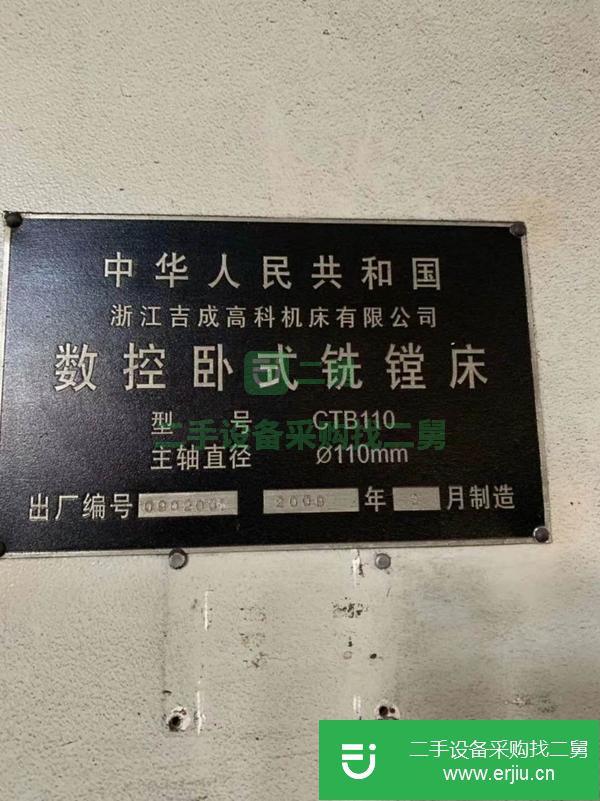 中华人民共和国
浙江吉成高科机床有限公司
数控卧式铣镗床
型 号 CTB110
二手设备采购找二舅
主轴直径 Ø110mm
出厂编号 2009 年 月制造
二手设备采购找二舅
www.erjiu.cn